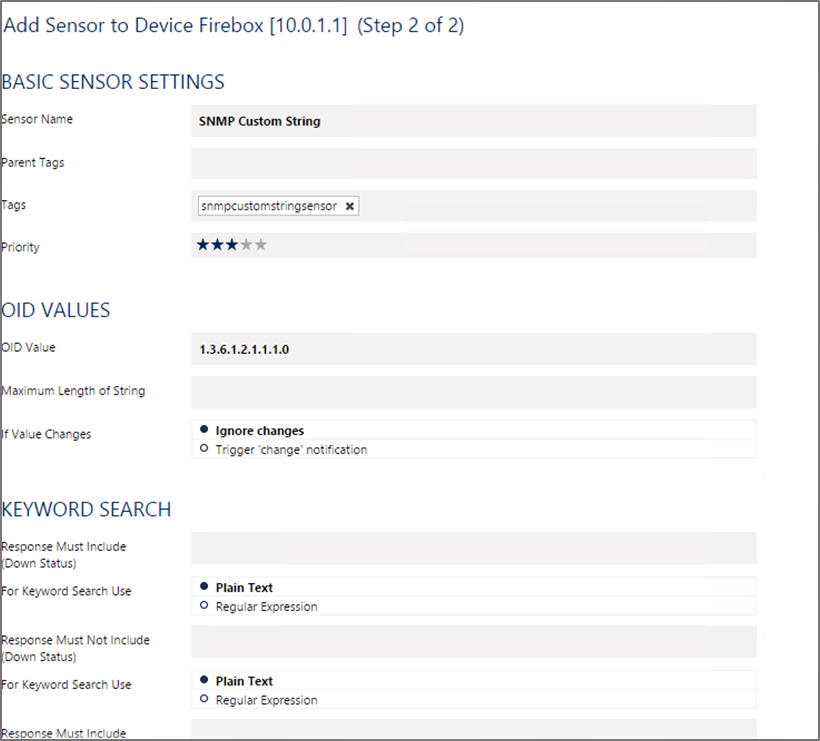 Add Sensor to Device Firebox [10.0.1.1] (Step 2 of 2)
BASIC SENSOR SETTINGS
Sensor Name
SNMP Custom String
Parent Tags
Tags
snmpcustomstringsensor ✖
Priority
★★★★★
OID VALUES
OID Value
1.3.6.1.2.1.1.1.0
Maximum Length of String
If Value Changes
Ignore changes
Trigger 'change' notification
KEYWORD SEARCH
Response Must Include
(Down Status)
For Keyword Search Use
Plain Text
Regular Expression
Response Must Not Include
(Down Status)
For Keyword Search Use
Plain Text
Regular Expression
Response Must Include